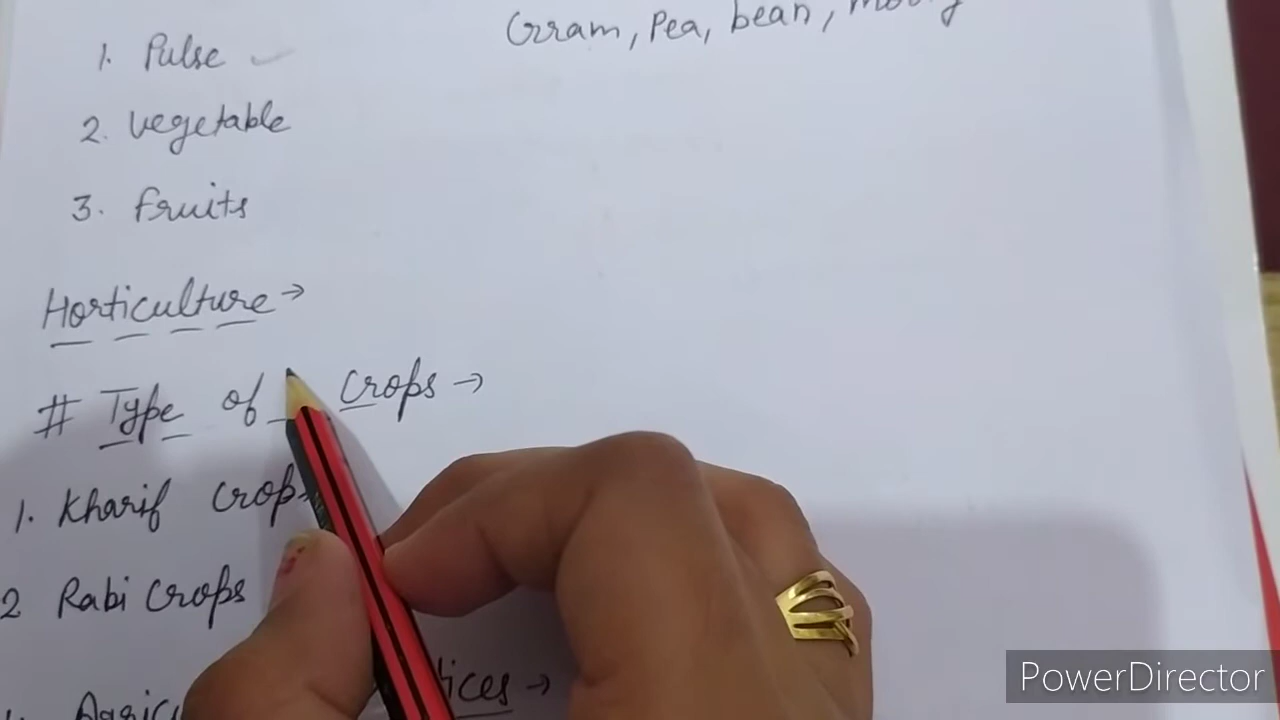 Gram, Pea, bean,
1. Pulse
2. vegetable
3. fruits
Horticulture →
# Type of Crops →
1. Kharif Crops
2 Rabi Crops
PowerDirector